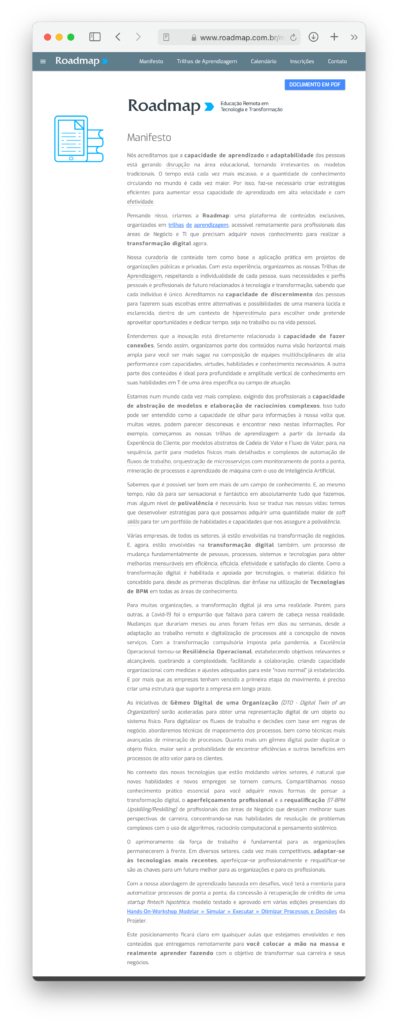 www.roadmap.com.br/m
Roadmap
Manifesto
Trilhas de Aprendizagem
Calendário
Inscrições
Contato
DOCUMENTO EM PDF
Roadmap
Educação Remota em
Tecnologia e Transformação
Manifesto
Nós acreditamos que a capacidade de aprendizado e adaptabilidade das pessoas
está gerando disrupção na área educacional, tornando irrelevantes os modelos
tradicionais. O tempo está cada vez mais escasso, e a quantidade de conhecimento
circulando no mundo é cada vez maior. Por isso, faz-se necessário criar estratégias
eficientes para aumentar essa capacidade de aprendizado em alta velocidade e com
efetividade.
Pensando nisso, criamos a Roadmap: uma plataforma de conteúdos exclusivos,
organizados em trilhas de aprendizagem, acessível remotamente para profissionais das
áreas de Negócio e TI que precisam adquirir novos conhecimento para realizar a
transformação digital agora.
Nossa curadoria de conteúdo tem como base a aplicação prática em projetos de
organizações públicas e privadas. Com esta experiência, organizamos as nossas Trilhas de
Aprendizagem, respeitando a individualidade de cada pessoa, suas necessidades e perfis
pessoais e profissionais de futuro relacionados à tecnologia e transformação, sabendo que
cada indivíduo é único. Acreditamos na capacidade de discernimento das pessoas
para fazerem suas escolhas entre alternativas e possibilidades de uma maneira lúcida e
esclarecida, dentro de um contexto de hiperestímulo para escolher onde pretende
aproveitar oportunidades e dedicar tempo, seja no trabalho ou na vida pessoal.
Entendemos que a inovação está diretamente relacionada à capacidade de fazer
conexões. Sendo assim, organizamos parte dos conteúdos numa visão horizontal mais
ampla para você ser mais sagaz na composição de equipes multidisciplinares de alta
performance com capacidades, virtudes, habilidades e conhecimento necessários. A outra
parte dos conteúdos é ideal para profundidade e amplitude vertical de conhecimento em
suas habilidades em T de uma área específica ou campo de atuação.
Estamos num mundo cada vez mais complexo, exigindo dos profissionais a capacidade
de abstração de modelos e elaboração de raciocínios complexos. Isso tudo
pode ser entendido como a capacidade de olhar para informações à nossa volta que,
muitas vezes, podem parecer desconexas e encontrar nexo nestas informações. Por
exemplo, começamos as nossas trilhas de aprendizagem a partir da Jornada da
Experiência do Cliente, por modelos abstratos de Cadeia de Valor e Fluxo de Valor, para, na
sequência, partir para modelos físicos mais detalhados e complexos de automação de
fluxos de trabalho, orquestração de microserviços com monitoramento de ponta a ponta,
mineração de processos e aprendizado de máquina com o uso de Inteligência Artificial.
Sabemos que é possível ser bom em mais de um campo do conhecimento. E, ao mesmo
tempo, não dá para ser sensacional e fantástico em absolutamente tudo que fazemos,
mas algum nível de polivalência é necessário. Isso se traduz nas nossas vidas: temos
que desenvolver estratégias para que possamos adquirir uma quantidade maior de soft
skills para ter um portfólio de habilidades e capacidades que nos assegure a polivalência.
Várias empresas, de todos os setores, já estão envolvidas na transformação de negócios.
E, agora, estão envolvidas na transformação digital também, um processo de
mudança fundamentalmente de pessoas, processos, sistemas e tecnologias para obter
melhorias mensuráveis em eficiência, eficácia, efetividade e satisfação do cliente. Como a
transformação digital é habilitada e apoiada por tecnologias, o material didático foi
concebido para, desde as primeiras disciplinas, dar ênfase na utilização de Tecnologias
de BPM em todas as áreas de conhecimento.
Para muitas organizações, a transformação digital já era uma realidade. Porém, para
outras, a Covid-19 foi o empurrão que faltava para caírem de cabeça nessa realidade.
Mudanças que durariam meses ou anos foram feitas em dias ou semanas, desde a
adaptação ao trabalho remoto e digitalização de processos até a concepção de novos
serviços. Com a transformação compulsória imposta pela pandemia, a Excelência
Operacional tornou-se Resiliência Operacional, estabelecendo objetivos relevantes e
alcançáveis, quebrando a complexidade, facilitando a colaboração, criando capacidade
organizacional com medidas e ajustes adequados para este "novo normal" já estabelecido.
E por mais que as empresas tenham vencido a primeira etapa do movimento, é preciso
criar uma estrutura que suporte a empresa em longo prazo.
As iniciativas de Gêmeo Digital de uma Organização (DTO - Digital Twin of an
Organization) serão aceleradas para obter uma representação digital de um objeto ou
sistema físico. Para digitalizar os fluxos de trabalho e decisões com base em regras de
negócio, abordaremos técnicas de mapeamento dos processos, bem como técnicas mais
avançadas de mineração de processos. Quanto mais um gêmeo digital puder duplicar o
objeto físico, maior será a probabilidade de encontrar eficiências e outros benefícios em
processos de alto valor para os clientes.
No contexto das novas tecnologias que estão moldando vários setores, é natural que
novas habilidades e novos empregos se tornem comuns. Compartilhamos nosso
conhecimento prático essencial para você adquirir novas formas de pensar a
transformação digital, o aperfeiçoamento profissional e a requalificação (IT-BPM
Upskilling/Reskilling) de profissionais das áreas de Negócio que desejam melhorar suas
perspectivas de carreira, concentrando-se nas habilidades de resolução de problemas
complexos com o uso de algoritmos, raciocínio computacional e pensamento sistêmico.
O aprimoramento da força de trabalho é fundamental para as organizações
permanecerem à frente. Em diversos setores, cada vez mais competitivos, adaptar-se
às tecnologias mais recentes, aperfeiçoar-se profissionalmente e requalificar-se
são as chaves para um futuro melhor para as organizações e para os profissionais.
Com a nossa abordagem de aprendizado baseada em desafios, você terá a mentoria para
automatizar processos de ponta a ponta, da concessão à recuperação de crédito de uma
startup fintech hipotética, modelo testado e aprovado em várias edições presenciais do
Hands-On-Workshop Modelar + Simular + Executar + Otimizar Processos e Decisões da
Projeler.
Este posicionamento ficará claro em quaisquer aulas que estejamos envolvidos e nos
conteúdos que entregamos remotamente para você colocar a mão na massa e
realmente aprender fazendo com o objetivo de transformar sua carreira e seus
negócios.